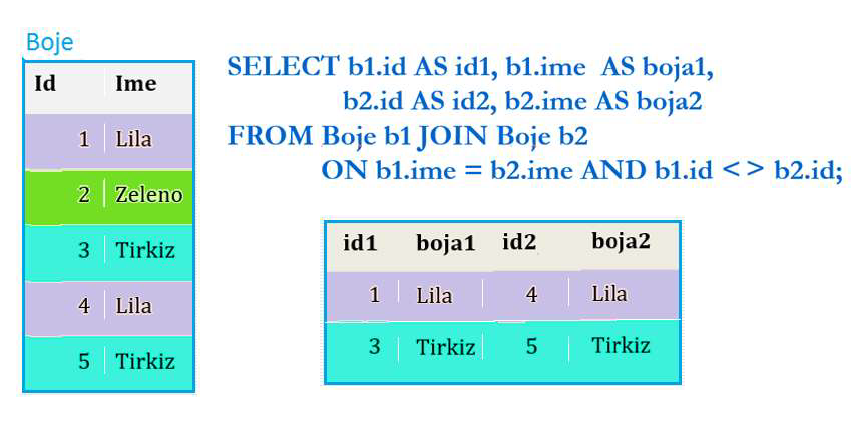 Boje
Id Ime
1 Lila
2 Zeleno
3 Tirkiz
4 Lila
5 Tirkiz
SELECT b1.id AS id1, b1.ime AS boja1,
b2.id AS id2, b2.ime AS boja2
FROM Boje b1 JOIN Boje b2
ON b1.ime = b2.ime AND b1.id < > b2.id;
id1 boja1 id2 boja2
1 Lila 4 Lila
3 Tirkiz 5 Tirkiz